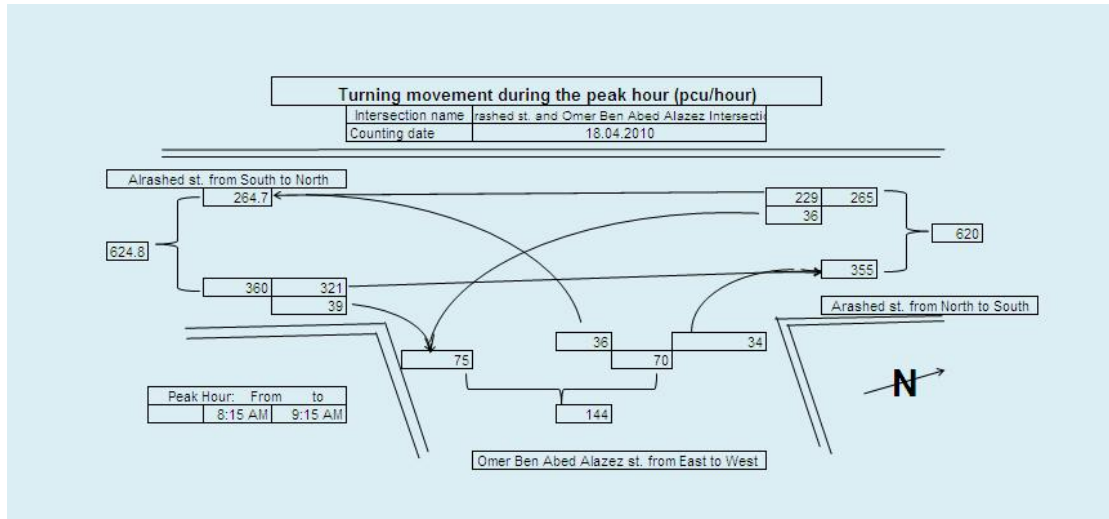 Turning movement during the peak hour (pcu/hour)
Intersection name rashed st. and Omer Ben Abed Alazez Intersectio
Counting date 18.04.2010
Alrashed st. from South to North
264.7
229 265
36
624.8
620
355
360 321
39
Arashed st. from North to South
36 34
75 70
N
Peak Hour: From to
8:15 AM 9:15 AM
144
Omer Ben Abed Alazez st. from East to West